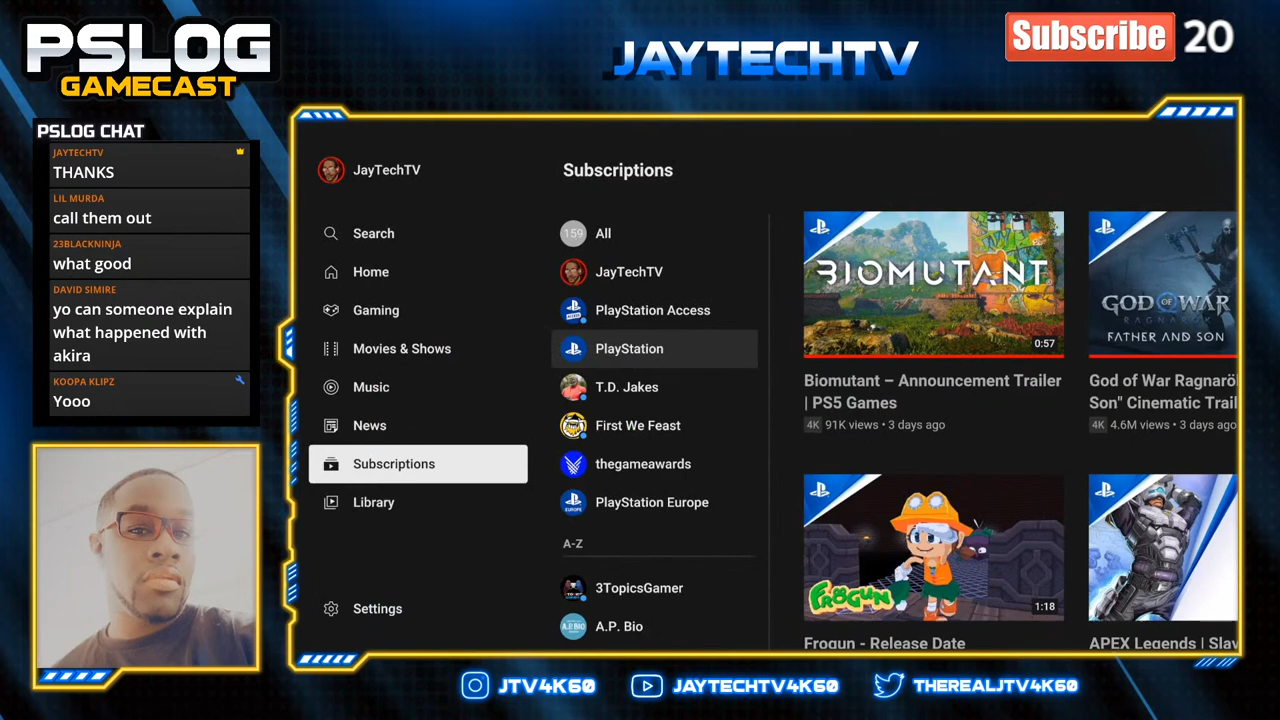 PSLOG
GAMECAST
JAYTECHTV
Subscribe 20
PSLOG CHAT
JAYTECHTV
THANKS
LIL MURDA
call them out
23BLACKNINJA
what good
DAVID SIMIRE
yo can someone explain
what happened with
akira
KOOPA KLIPZ
Yooo
JayTechTV
Search
Home
Gaming
Movies & Shows
Music
News
Subscriptions
Library
Settings
Subscriptions
159 All
JayTechTV
ACCESS PlayStation Access
PlayStation
T.D. Jakes
First We Feast
thegameawards
EUROPE PlayStation Europe
A-Z
3TopicsGamer
A.P. BIO A.P. Bio
BIOMUTANT
0:57
Biomutant – Announcement Trailer
| PS5 Games
4K 91K views • 3 days ago
GOD OF WAR
RAGNARÖK
FATHER AND SON
God of War Ragnarö
Son" Cinematic Trail
4K 4.6M views • 3 days ago
FROGUN
1:18
Frogun - Release Date
APEX Legends | Slav
JTV4K60
JAYTECHTV4K60
THEREALJTV4K60